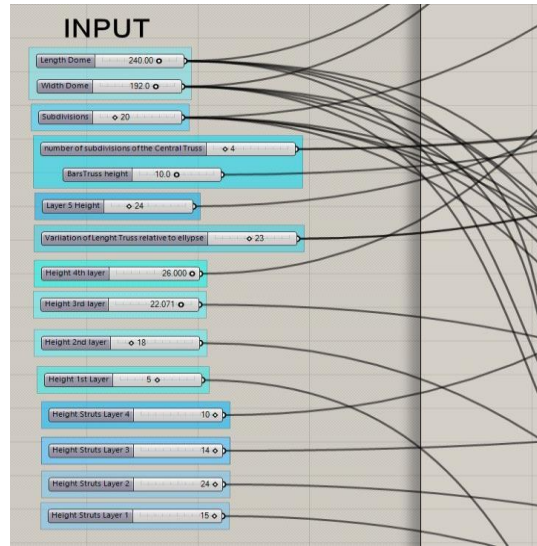 INPUT
Length Dome 240.00
Width Dome 192.0
Subdivisions 20
number of subdivisions of the Central Truss 4
BarsTruss height 10.0
Layer 5 Height 24
Variiation of Lenght Truss relative to ellypse 23
Height 4th layer 26.000
Height 3rd layer 22.071
Height 2nd layer 18
Height 1st Layer 5
Height Struts Layer 4 10
Height Struts Layer 3 14
Height Struts Layer 2 24
Height Struts Layer 1 15